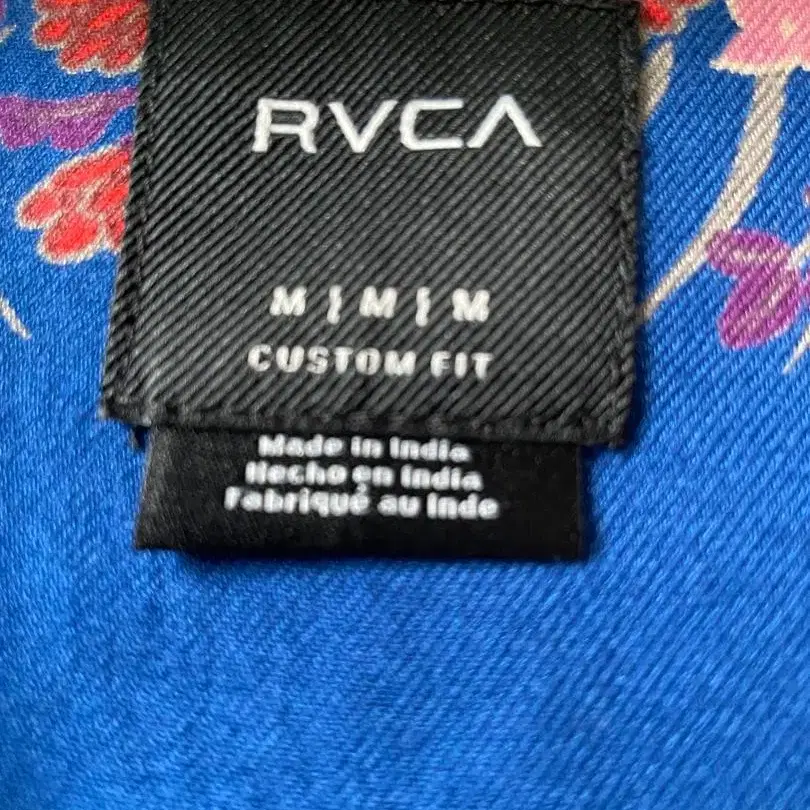 RVCA
M | M | M
CUSTOM FIT
Made in India
Hecho en India
Fabriqué au Inde